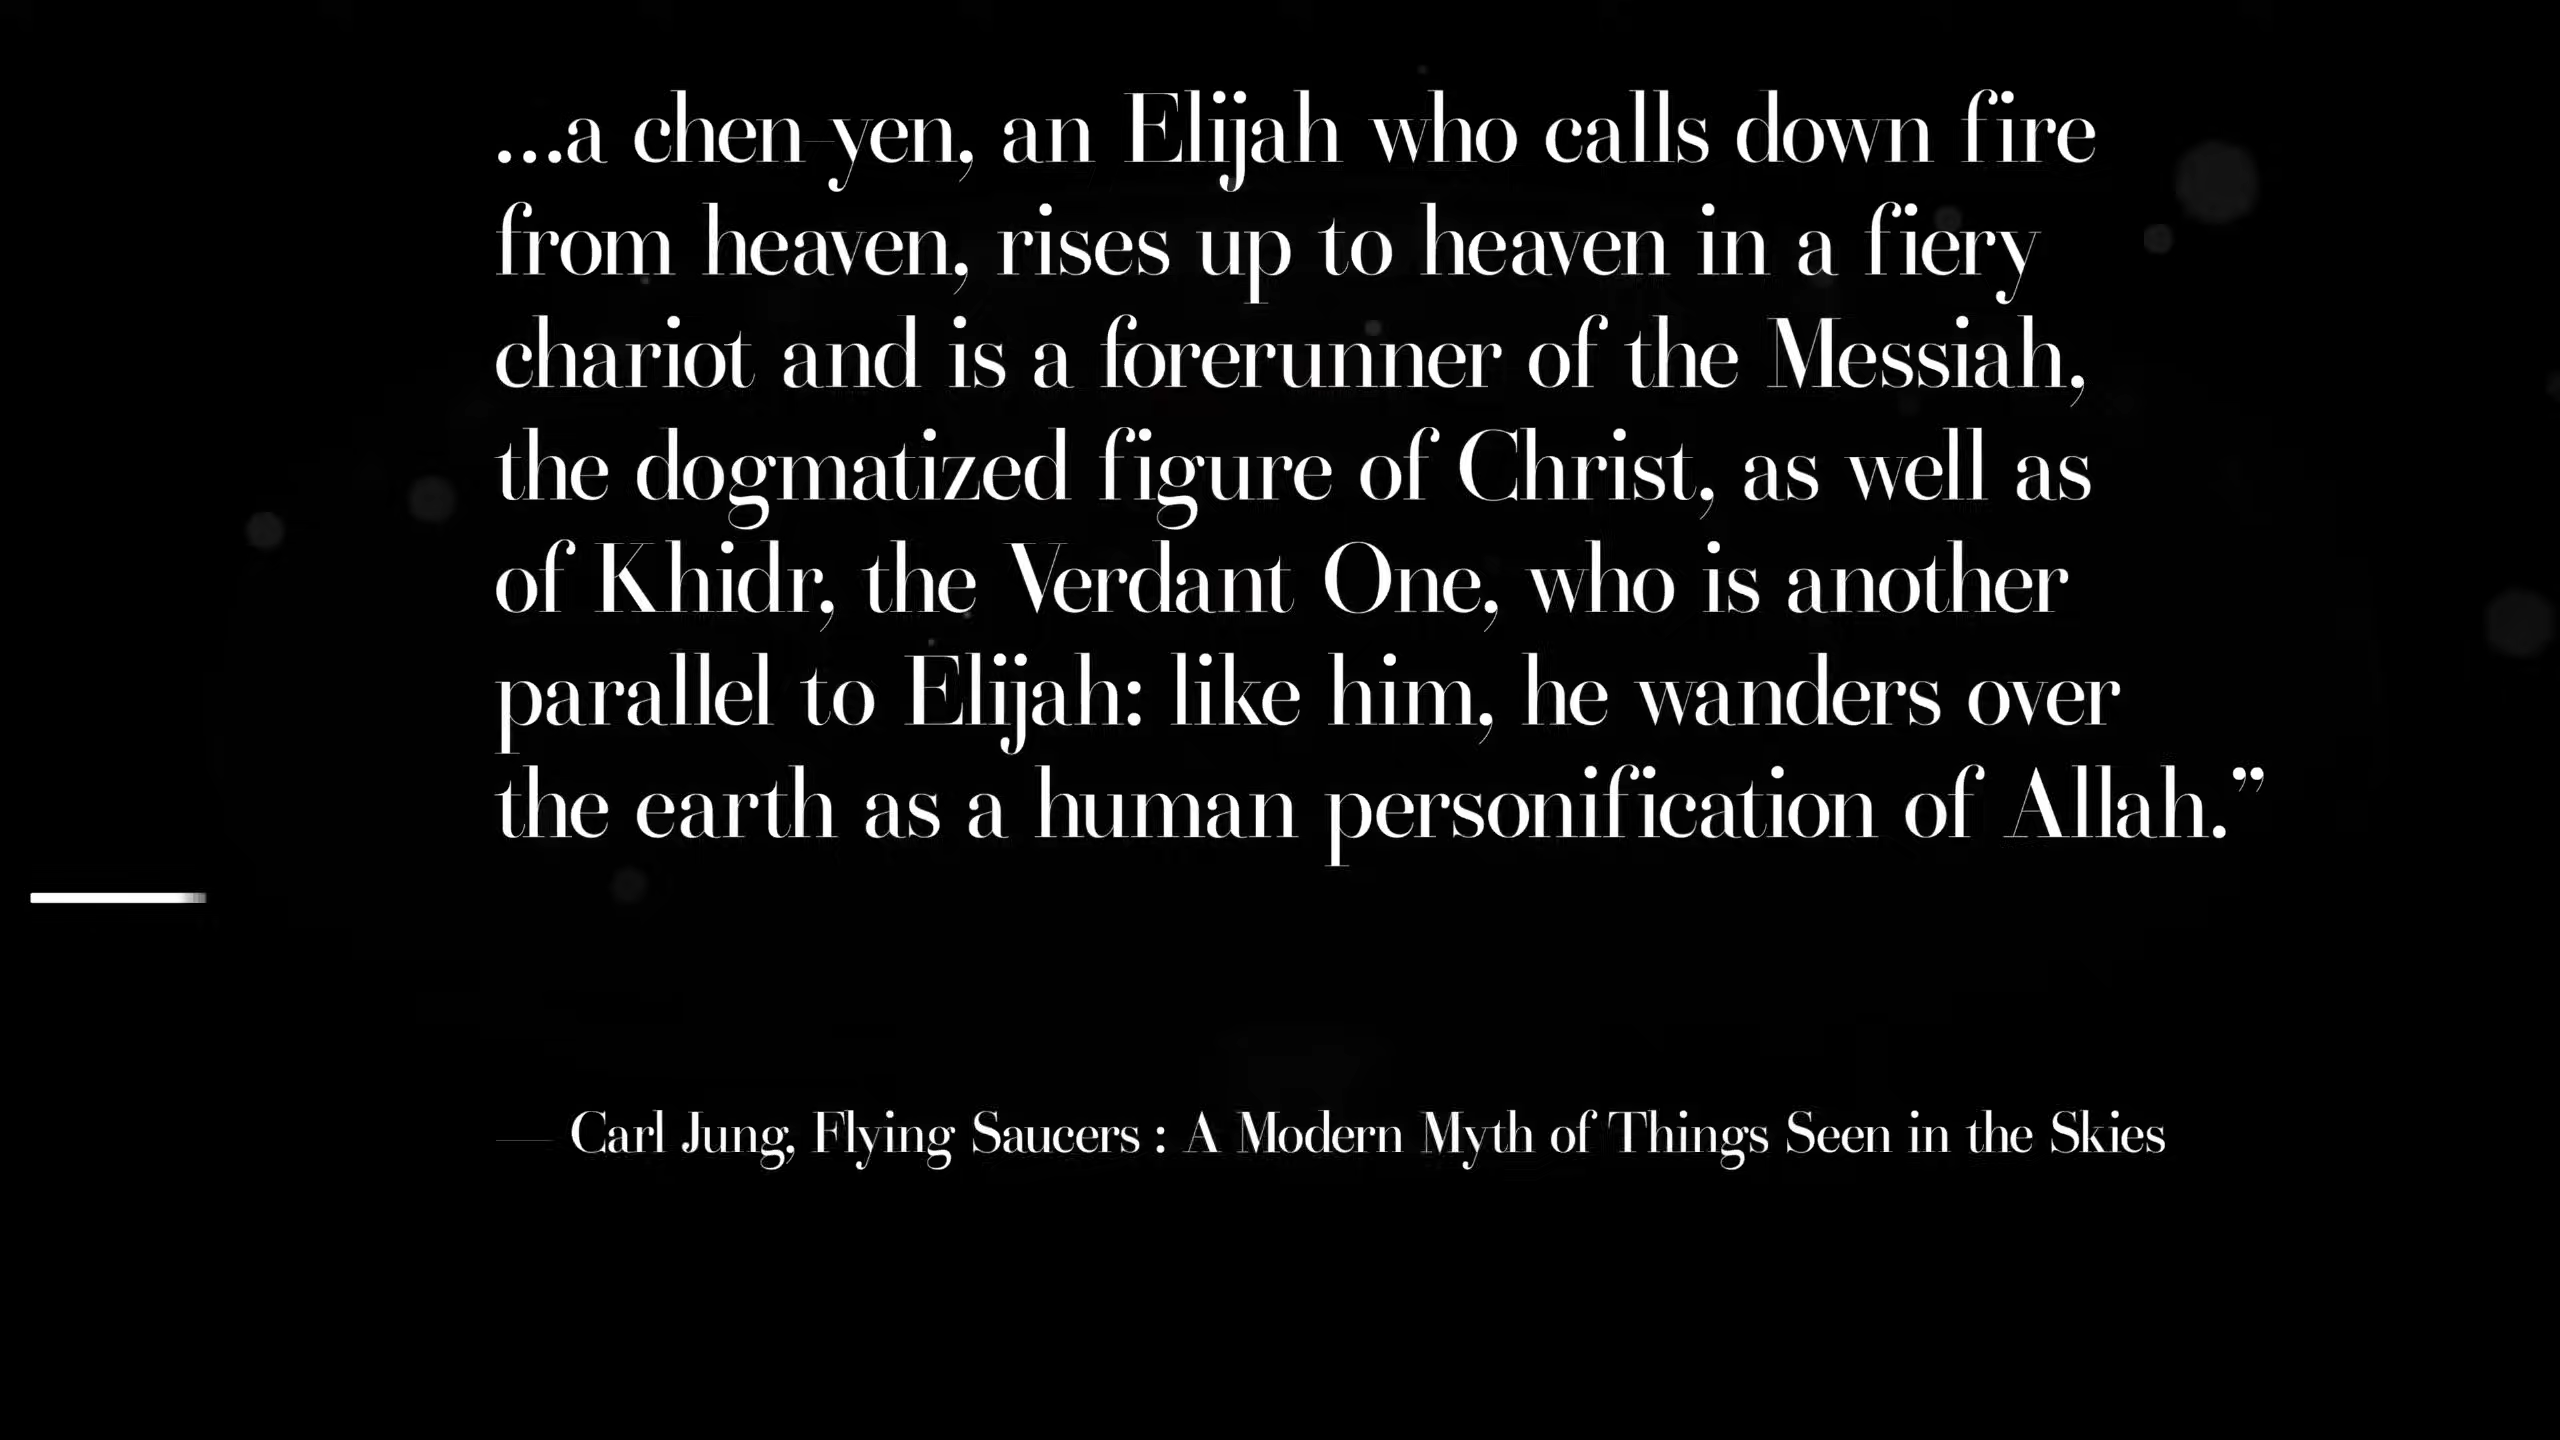 ...a chen-yen, an Elijah who calls down fire
from heaven, rises up to heaven in a fiery
chariot and is a forerunner of the Messiah,
the dogmatized figure of Christ, as well as
of Khidr, the Verdant One, who is another
parallel to Elijah: like him, he wanders over
the earth as a human personification of Allah.”
— Carl Jung, Flying Saucers : A Modern Myth of Things Seen in the Skies